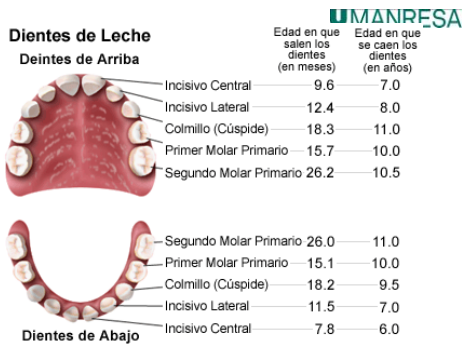 UMANRESA
Dientes de Leche
Edad en que
salen los
dientes
(en meses)
Edad en que
se caen los
dientes
(en años)
Deintes de Arriba
Incisivo Central 9.6 7.0
Incisivo Lateral 12.4 8.0
Colmillo (Cúspide) 18.3 11.0
Primer Molar Primario 15.7 10.0
Segundo Molar Primario 26.2 10.5
Segundo Molar Primario 26.0 11.0
Primer Molar Primario 15.1 10.0
Colmillo (Cúspide) 18.2 9.5
Incisivo Lateral 11.5 7.0
Incisivo Central 7.8 6.0
Dientes de Abajo